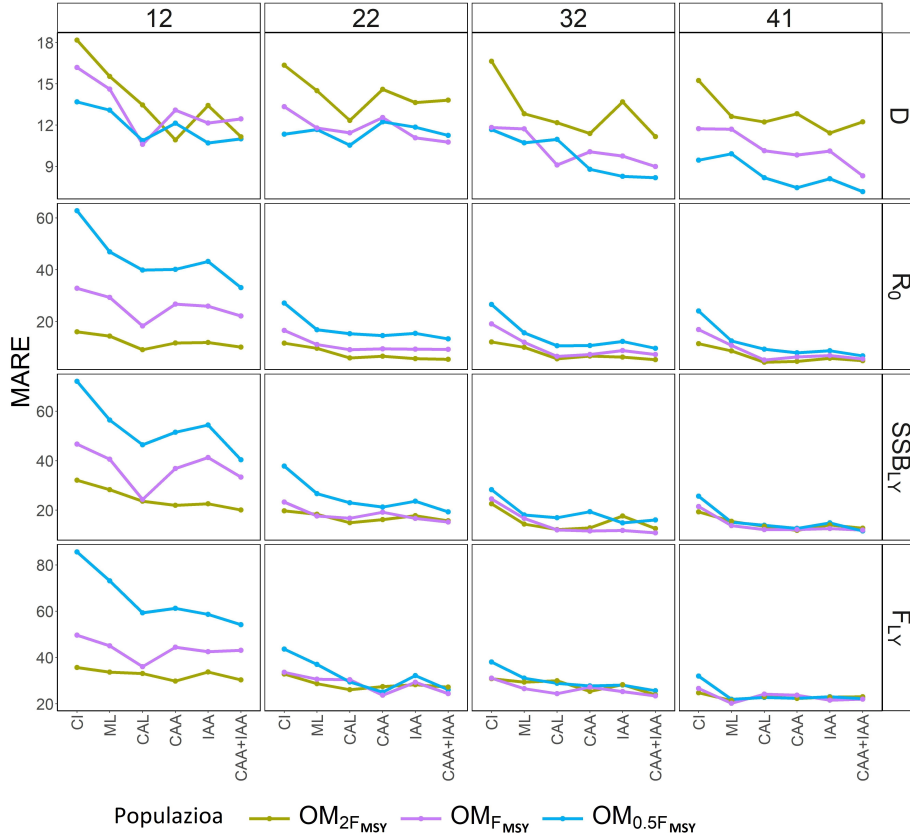 12 22 32 41
18
15
12
9
D
60
40
20
R0
MARE
60
40
20
SSBLY
80
60
40
20
FLY
CI ML CAL CAA IAA CAA+IAA CI ML CAL CAA IAA CAA+IAA CI ML CAL CAA IAA CAA+IAA CI ML CAL CAA IAA CAA+IAA
Populazioa OM2FMSY OMFMSY OM0.5FMSY